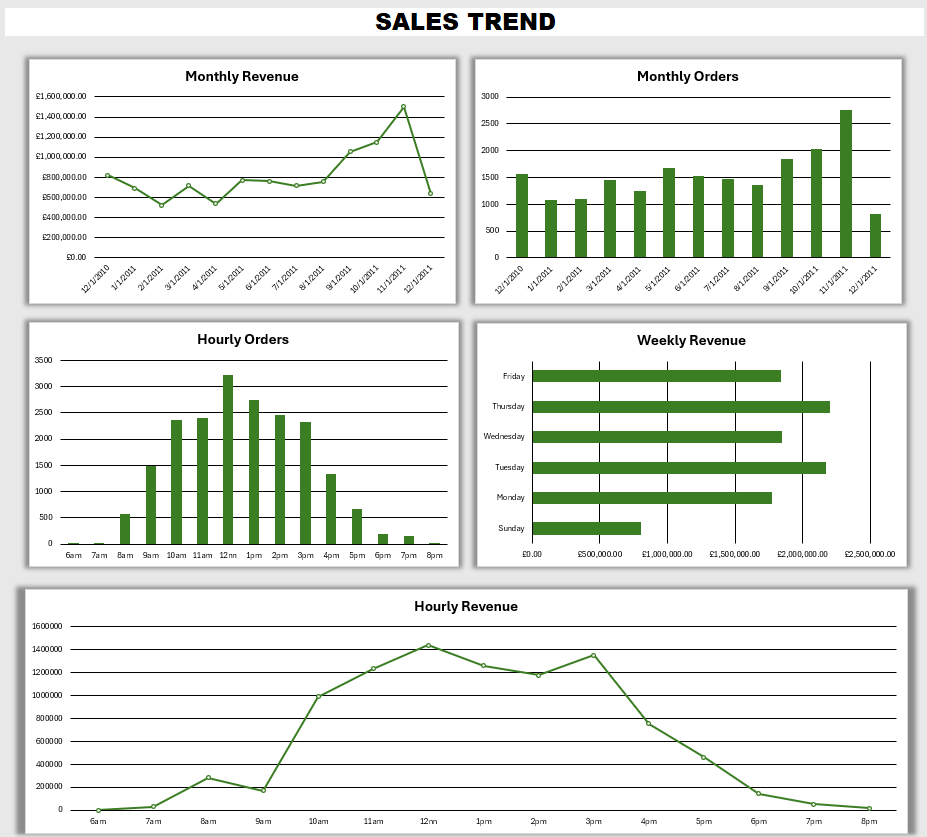 SALES TREND
Monthly Revenue
£1,600,000.00
£1,400,000.00
£1,200,000.00
£1,000,000.00
£800,000.00
£600,000.00
£400,000.00
£200,000.00
£0.00
12/1/2010 1/1/2011 2/1/2011 3/1/2011 4/1/2011 5/1/2011 6/1/2011 7/1/2011 8/1/2011 9/1/2011 10/1/2011 11/1/2011 12/1/2011
Monthly Orders
3000
2500
2000
1500
1000
500
0
12/1/2010 1/1/2011 2/1/2011 3/1/2011 4/1/2011 5/1/2011 6/1/2011 7/1/2011 8/1/2011 9/1/2011 10/1/2011 11/1/2011 12/1/2011
Hourly Orders
3500
3000
2500
2000
1500
1000
500
0
6am 7am 8am 9am 10am 11am 12nn 1pm 2pm 3pm 4pm 5pm 6pm 7pm 8pm
Weekly Revenue
Friday
Thursday
Wednesday
Tuesday
Monday
Sunday
£0.00 £500,000.00 £1,000,000.00 £1,500,000.00 £2,000,000.00 £2,500,000.00
Hourly Revenue
1600000
1400000
1200000
1000000
800000
600000
400000
200000
0
6am 7am 8am 9am 10am 11am 12nn 1pm 2pm 3pm 4pm 5pm 6pm 7pm 8pm